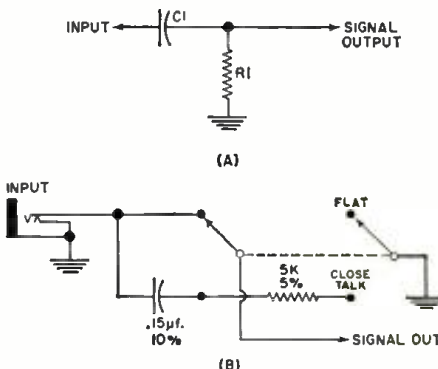 INPUT
C1
SIGNAL
OUTPUT
R1
(A)
INPUT
FLAT
5K
5%
CLOSE
TALK
.15µf.
10%
SIGNAL OUT
(B)